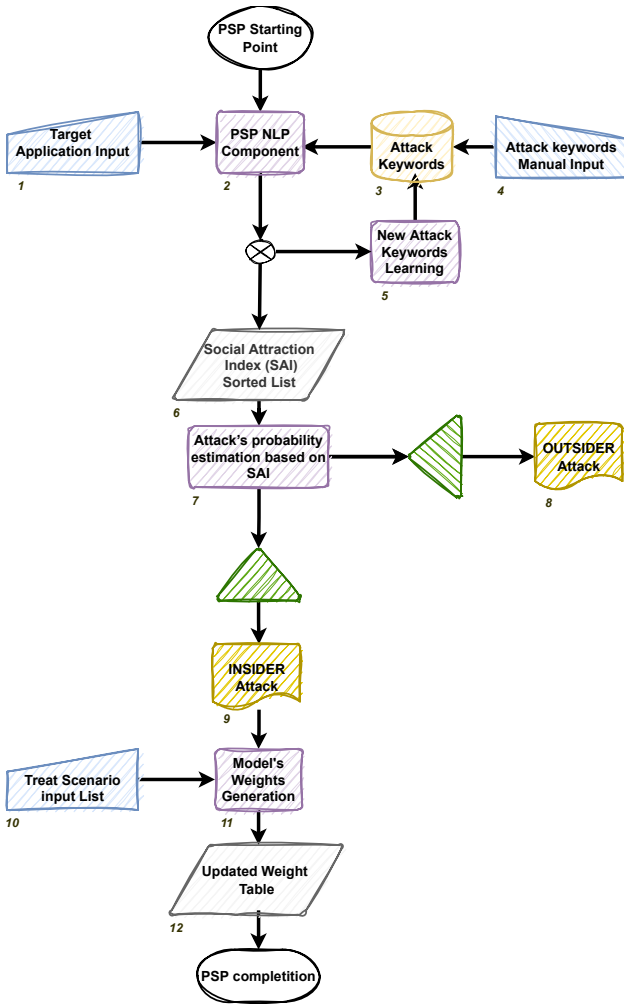 PSP Starting
Point
Target
Application Input
1
PSP NLP
Component
2
Attack
Keywords
3
Attack keywords
Manual Input
4
New Attack
Keywords
Learning
5
Social Attraction
Index (SAI)
Sorted List
6
Attack's probability
estimation based on
SAI
7
OUTSIDER
Attack
8
INSIDER
Attack
9
Treat Scenario
input List
10
Model's
Weights
Generation
11
Updated Weight
Table
12
PSP completition